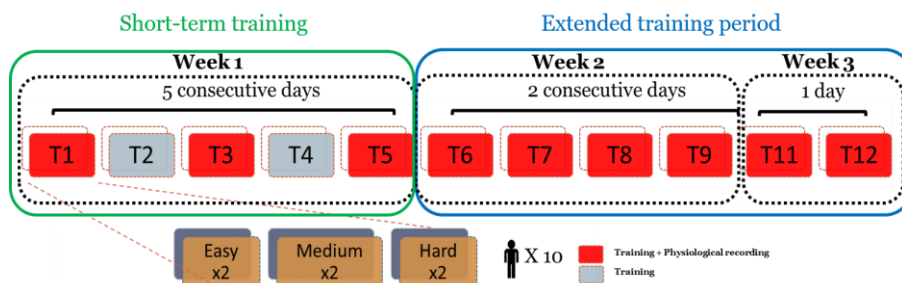 Short-term training Extended training period
Week 1 Week 2 Week 3
5 consecutive days 2 consecutive days 1 day
T1 T2 T3 T4 T5 T6 T7 T8 T9 T11 T12
Easy x2
Medium x2
Hard x2
X 10
Training + Physiological recording
Training